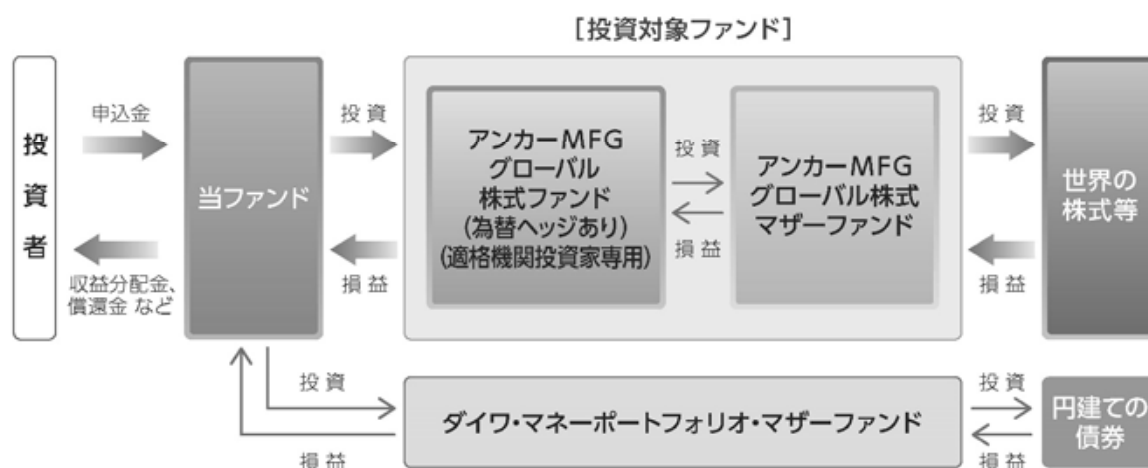 [投資対象ファンド]
投資者
申込金
収益分配金、
償還金 など
当ファンド
投 資
損 益
アンカーMFG
グローバル
株式ファンド
(為替ヘッジあり)
(適格機関投資家専用)
投 資
損 益
アンカーMFG
グローバル株式
マザーファンド
投 資
損 益
世界の
株式等
投 資
損 益
ダイワ・マネーポートフォリオ・マザーファンド
投 資
損 益
円建ての
債券